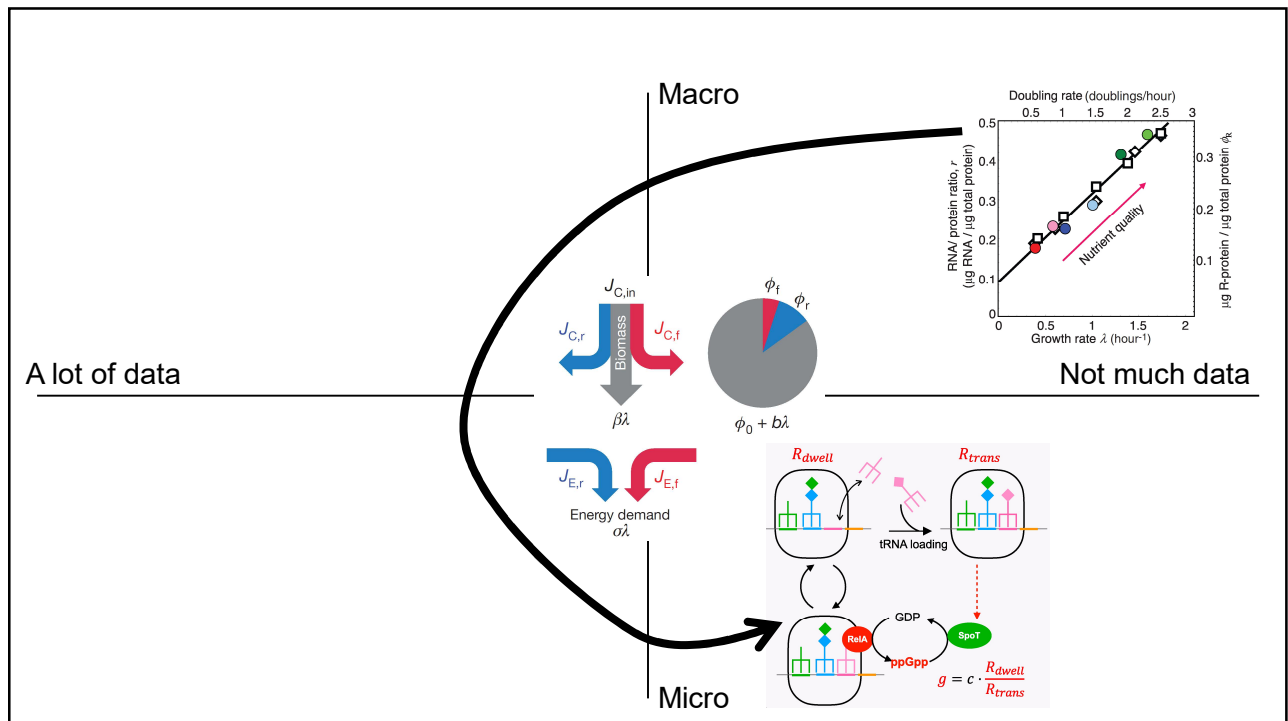 Macro
Doubling rate (doublings/hour)
0.5 1 1.5 2 2.5 3
RNA/ protein ratio, r
(μg RNA / μg total protein)
0.5
0.4
0.3
0.2
0.1
0
0.3
0.2
0.1
μg R-protein / μg total protein ϕR
Nutrient quality
0 0.5 1 1.5 2
Growth rate λ (hour-1)
JC,in
JC,r
Biomass
JC,f
βλ
ϕf
ϕr
ϕ0 + bλ
A lot of data
Not much data
JE,r
JE,f
Energy demand
σλ
Rdwell
Rtrans
tRNA loading
RelA
GDP
SpoT
ppGpp
g = c · Rdwell / Rtrans
Micro